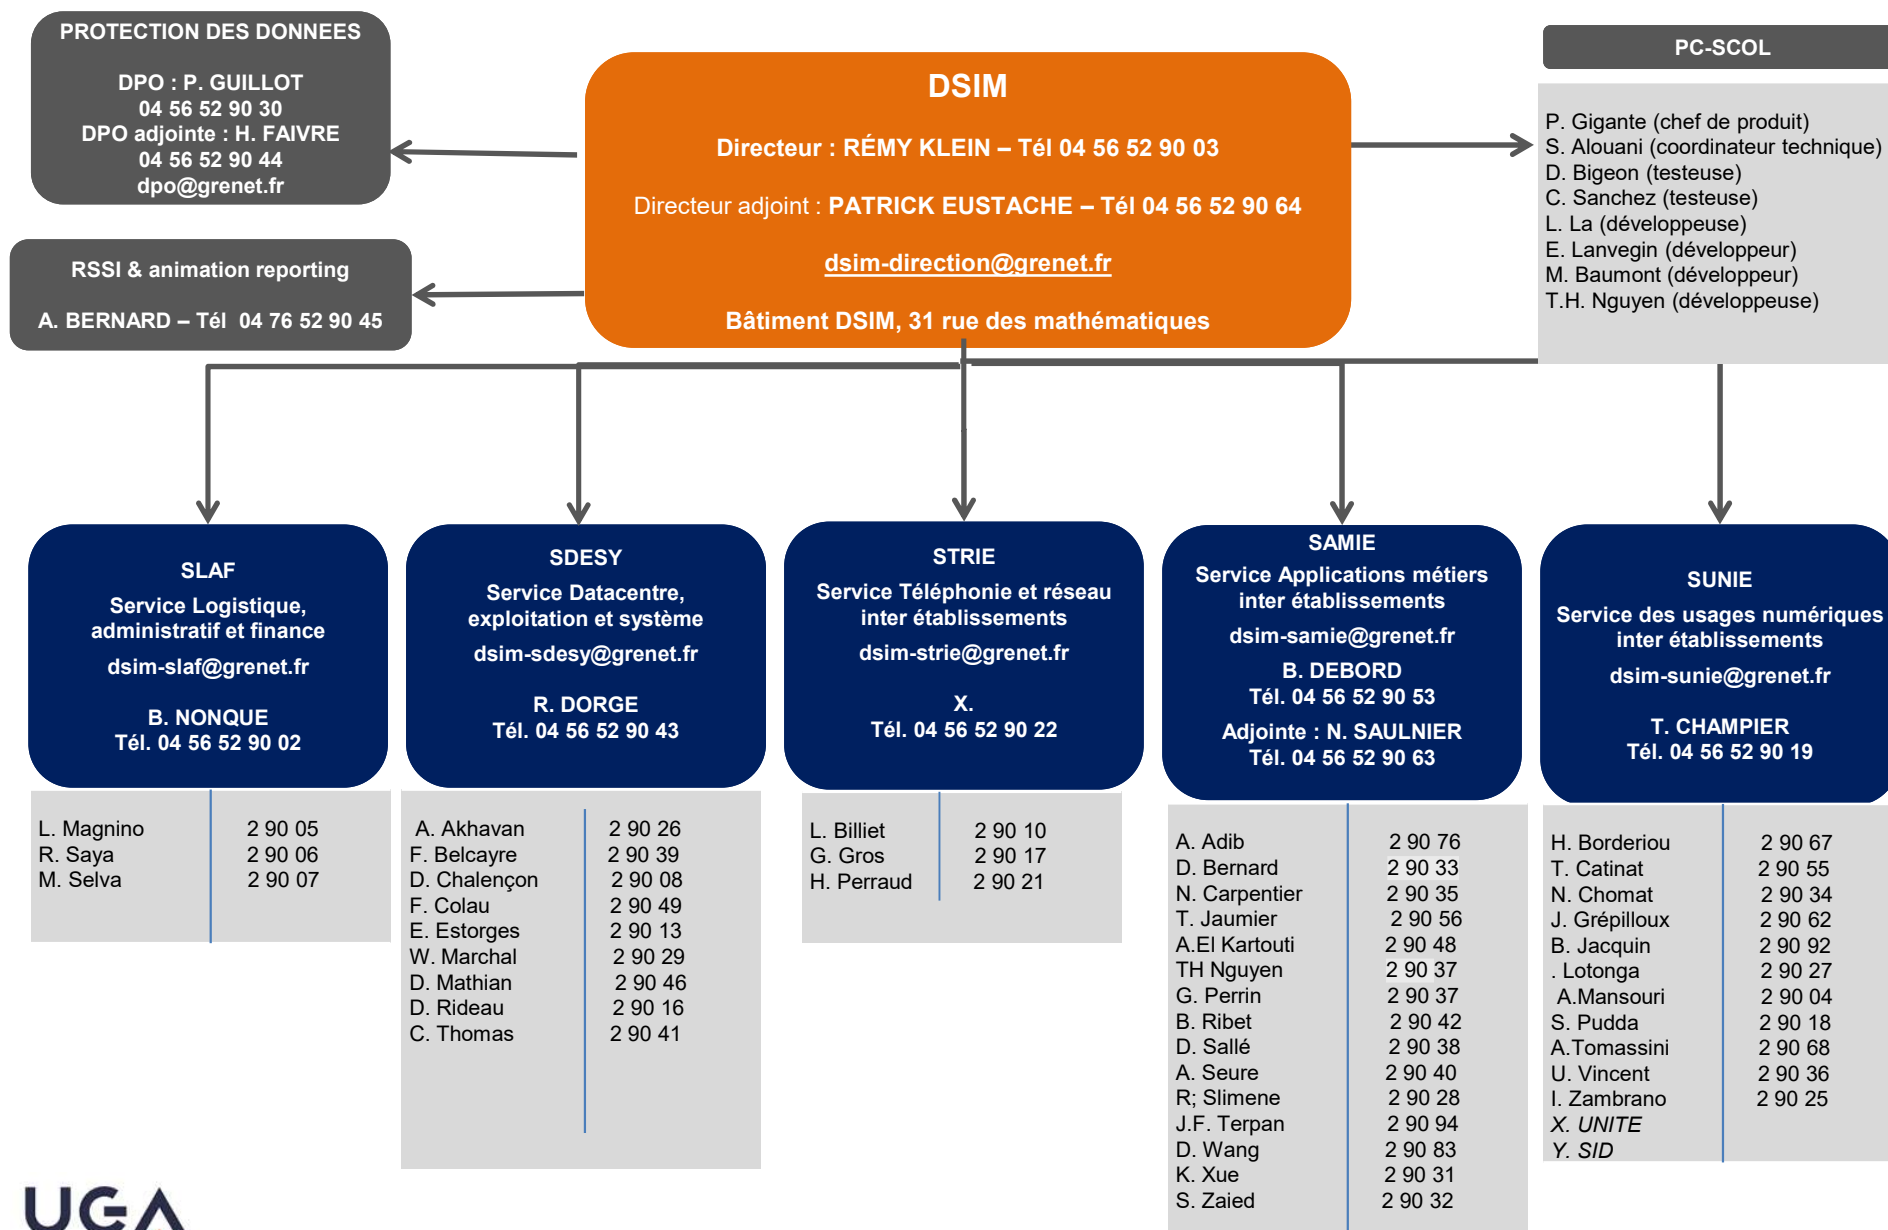 PROTECTION DES DONNEES
DPO : P. GUILLOT
04 56 52 90 30
DPO adjointe : H. FAIVRE
04 56 52 90 44
dpo@grenet.fr
RSSI & animation reporting
A. BERNARD – Tél 04 76 52 90 45
DSIM
Directeur : RÉMY KLEIN – Tél 04 56 52 90 03
Directeur adjoint : PATRICK EUSTACHE – Tél 04 56 52 90 64
dsim-direction@grenet.fr
Bâtiment DSIM, 31 rue des mathématiques
PC-SCOL
P. Gigante (chef de produit)
S. Alouani (coordinateur technique)
D. Bigeon (testeuse)
C. Sanchez (testeuse)
L. La (développeuse)
E. Lanvegin (développeur)
M. Baumont (développeur)
T.H. Nguyen (développeuse)
SLAF
Service Logistique,
administratif et finance
dsim-slaf@grenet.fr
B. NONQUE
Tél. 04 56 52 90 02
L. Magnino 2 90 05
R. Saya 2 90 06
M. Selva 2 90 07
SDESY
Service Datacentre,
exploitation et système
dsim-sdesy@grenet.fr
R. DORGE
Tél. 04 56 52 90 43
A. Akhavan 2 90 26
F. Belcayre 2 90 39
D. Chalençon 2 90 08
F. Colau 2 90 49
E. Estorges 2 90 13
W. Marchal 2 90 29
D. Mathian 2 90 46
D. Rideau 2 90 16
C. Thomas 2 90 41
STRIE
Service Téléphonie et réseau
inter établissements
dsim-strie@grenet.fr
X.
Tél. 04 56 52 90 22
L. Billiet 2 90 10
G. Gros 2 90 17
H. Perraud 2 90 21
SAMIE
Service Applications métiers
inter établissements
dsim-samie@grenet.fr
B. DEBORD
Tél. 04 56 52 90 53
Adjointe : N. SAULNIER
Tél. 04 56 52 90 63
A. Adib 2 90 76
D. Bernard 2 90 33
N. Carpentier 2 90 35
T. Jaumier 2 90 56
A.El Kartouti 2 90 48
TH Nguyen 2 90 37
G. Perrin 2 90 37
B. Ribet 2 90 42
D. Sallé 2 90 38
A. Seure 2 90 40
R; Slimene 2 90 28
J.F. Terpan 2 90 94
D. Wang 2 90 83
K. Xue 2 90 31
S. Zaied 2 90 32
SUNIE
Service des usages numériques
inter établissements
dsim-sunie@grenet.fr
T. CHAMPIER
Tél. 04 56 52 90 19
H. Borderiou 2 90 67
T. Catinat 2 90 55
N. Chomat 2 90 34
J. Grépilloux 2 90 62
B. Jacquin 2 90 92
. Lotonga 2 90 27
A.Mansouri 2 90 04
S. Pudda 2 90 18
A.Tomassini 2 90 68
U. Vincent 2 90 36
I. Zambrano 2 90 25
X. UNITE
Y. SID
UGA